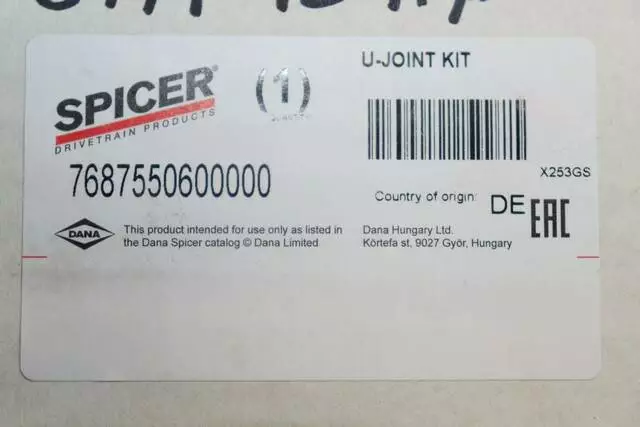 U-JOINT KIT
SPICER®
DRIVETRAIN PRODUCTS
(1)
X253GS
7687550600000
Country of origin: DE
EAC
DANA
This product intended for use only as listed in
the Dana Spicer catalog © Dana Limited
Dana Hungary Ltd.
Körtefa st, 9027 Győr, Hungary